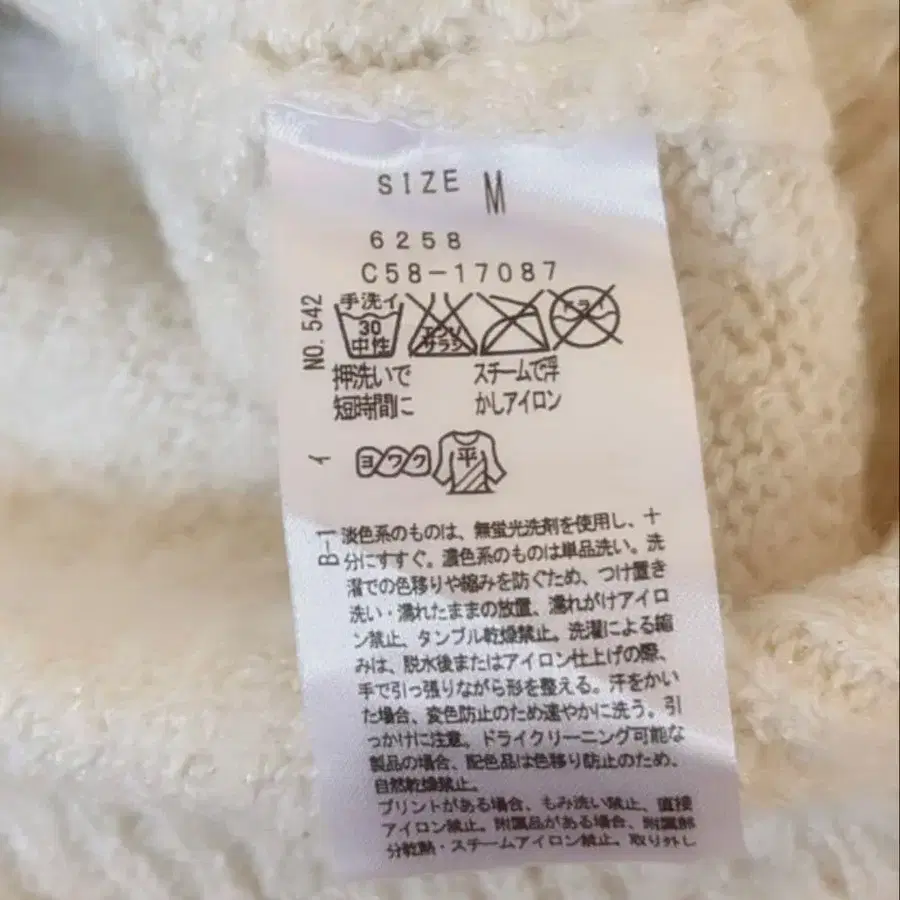 SIZE M
6258
C58-17087
NO. 542
手洗イ
30
中性
エンソ
サラシ
ドライ
押洗いで
短時間に
スチームで浮
かしアイロン
イ
ヨワク
平
B-1
淡色系のものは、無蛍光洗剤を使用し、十
分にすすぐ。濃色系のものは単品洗い。洗
濯での色移りや縮みを防ぐため、つけ置き
洗い・濡れたままの放置、濡れがけアイロ
ン禁止、タンブル乾燥禁止。洗濯による縮
みは、脱水後またはアイロン仕上げの際、
手で引っ張りながら形を整える。汗をかい
た場合、変色防止のため速やかに洗う。引
っかけに注意。ドライクリーニング可能な
製品の場合、配色品は色移り防止のため、
自然乾燥禁止。
プリントがある場合、もみ洗い禁止、直接
アイロン禁止。附属品がある場合、附属部
分乾熱・スチームアイロン禁止。取り外し